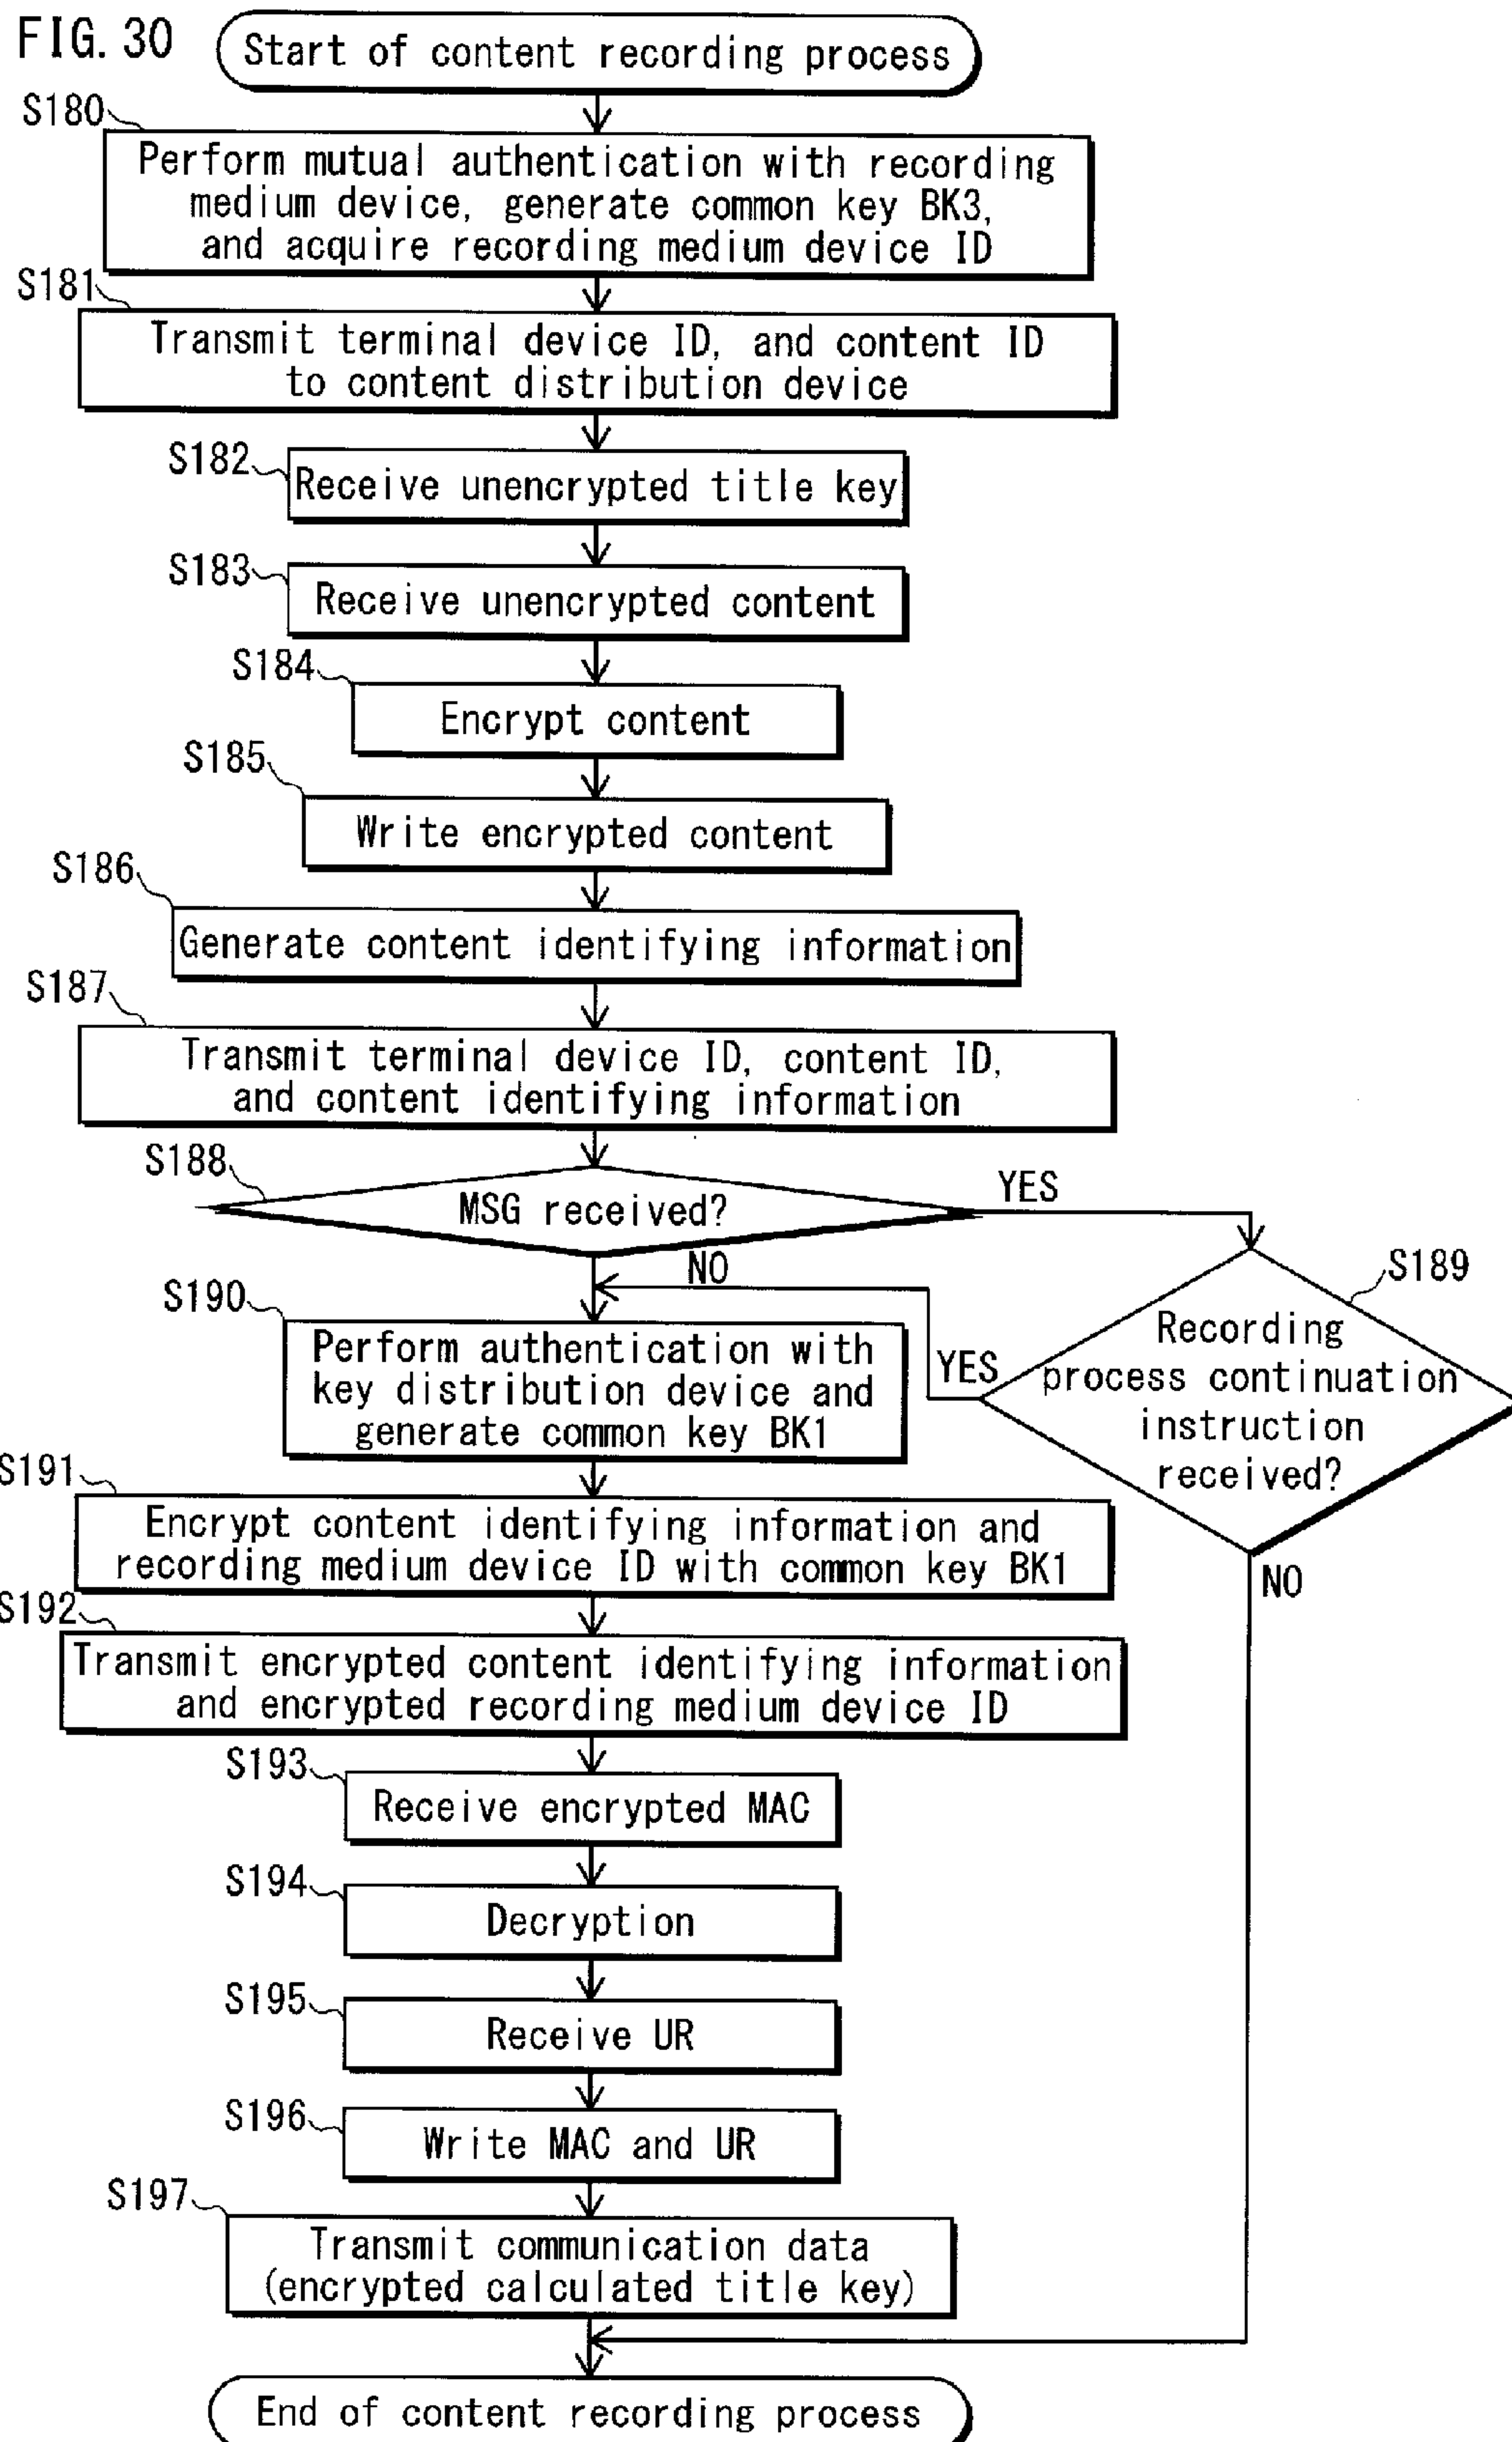 FIG. 30
Start of content recording process
S180
Perform mutual authentication with recording
medium device, generate common key BK3,
and acquire recording medium device ID
S181
Transmit terminal device ID, and content ID
to content distribution device
S182
Receive unencrypted title key
S183
Receive unencrypted content
S184
Encrypt content
S185
Write encrypted content
S186
Generate content identifying information
S187
Transmit terminal device ID, content ID,
and content identifying information
S188
MSG received?
YES
NO
S189
Recording
process continuation
instruction
received?
YES
NO
S190
Perform authentication with
key distribution device and
generate common key BK1
S191
Encrypt content identifying information and
recording medium device ID with common key BK1
S192
Transmit encrypted content identifying information
and encrypted recording medium device ID
S193
Receive encrypted MAC
S194
Decryption
S195
Receive UR
S196
Write MAC and UR
S197
Transmit communication data
(encrypted calculated title key)
End of content recording process